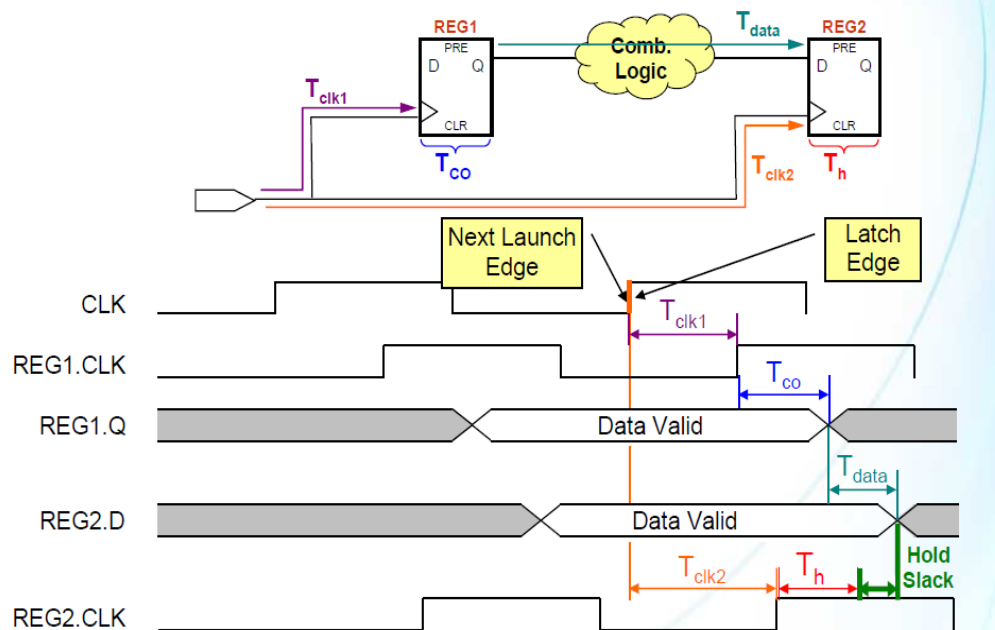 REG1
PRE
D Q
CLR
T_co
T_clk1
Comb.
Logic
T_data
REG2
PRE
D Q
CLR
T_h
T_clk2
Next Launch
Edge
Latch
Edge
CLK
T_clk1
REG1.CLK
T_co
REG1.Q
Data Valid
T_data
REG2.D
Data Valid
Hold
Slack
T_clk2
T_h
REG2.CLK